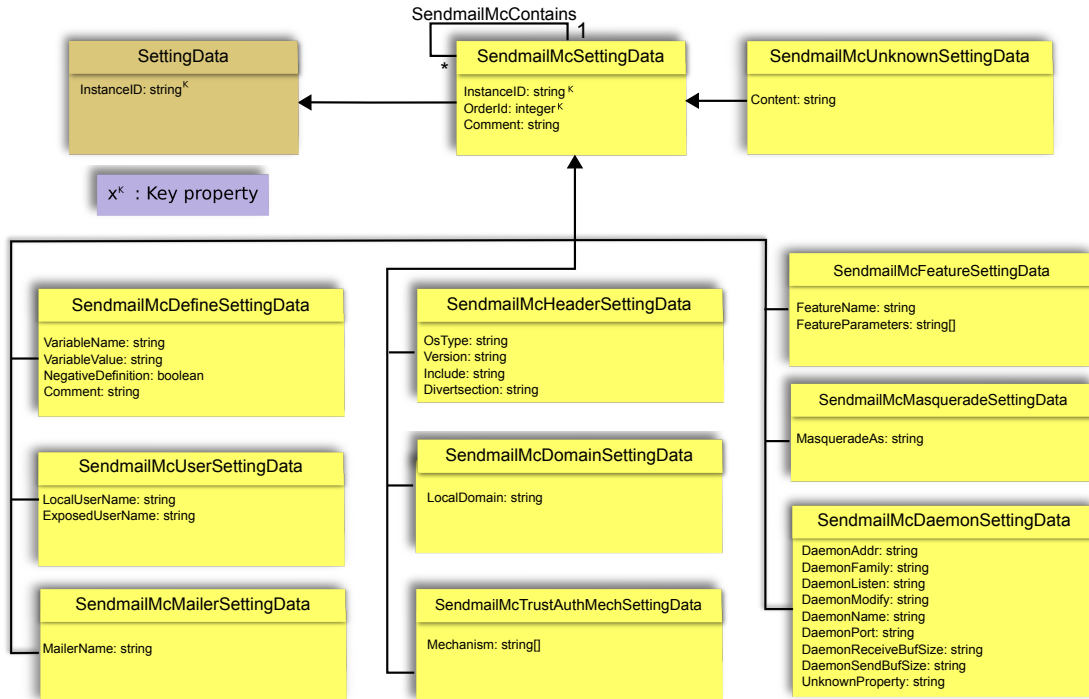 SendmailMcContains
1
*
SettingData
InstanceID: string K
SendmailMcSettingData
InstanceID: string K
OrderId: integer K
Comment: string
SendmailMcUnknownSettingData
Content: string
x K : Key property
SendmailMcDefineSettingData
VariableName: string
VariableValue: string
NegativeDefinition: boolean
Comment: string
SendmailMcHeaderSettingData
OsType: string
Version: string
Include: string
Divertsection: string
SendmailMcFeatureSettingData
FeatureName: string
FeatureParameters: string[]
SendmailMcMasqueradeSettingData
MasqueradeAs: string
SendmailMcUserSettingData
LocalUserName: string
ExposedUserName: string
SendmailMcDomainSettingData
LocalDomain: string
SendmailMcDaemonSettingData
DaemonAddr: string
DaemonFamily: string
DaemonListen: string
DaemonModify: string
DaemonName: string
DaemonPort: string
DaemonReceiveBufSize: string
DaemonSendBufSize: string
UnknownProperty: string
SendmailMcMailerSettingData
MailerName: string
SendmailMcTrustAuthMechSettingData
Mechanism: string[]